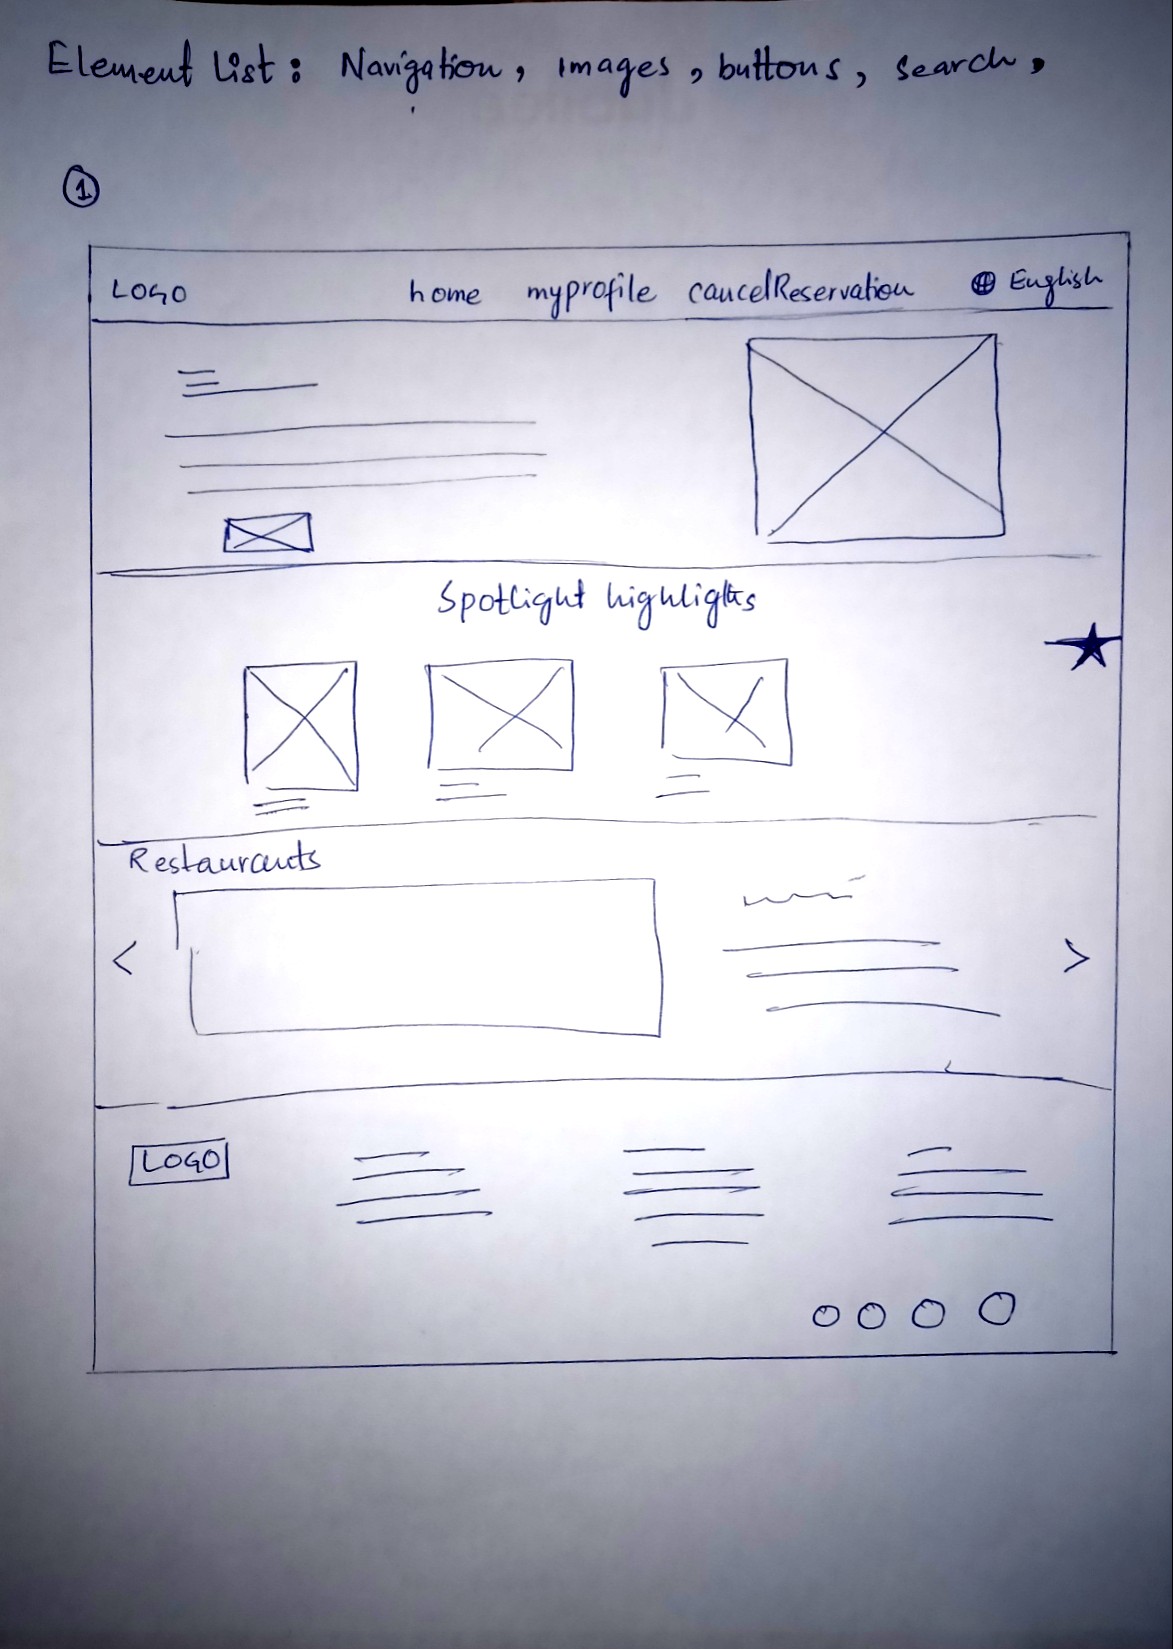 Element List: Navigation, images, buttons, search,
1
LOGO home myprofile cancelReservation English
Spotlight highlights
Restaurants
< >
LOGO